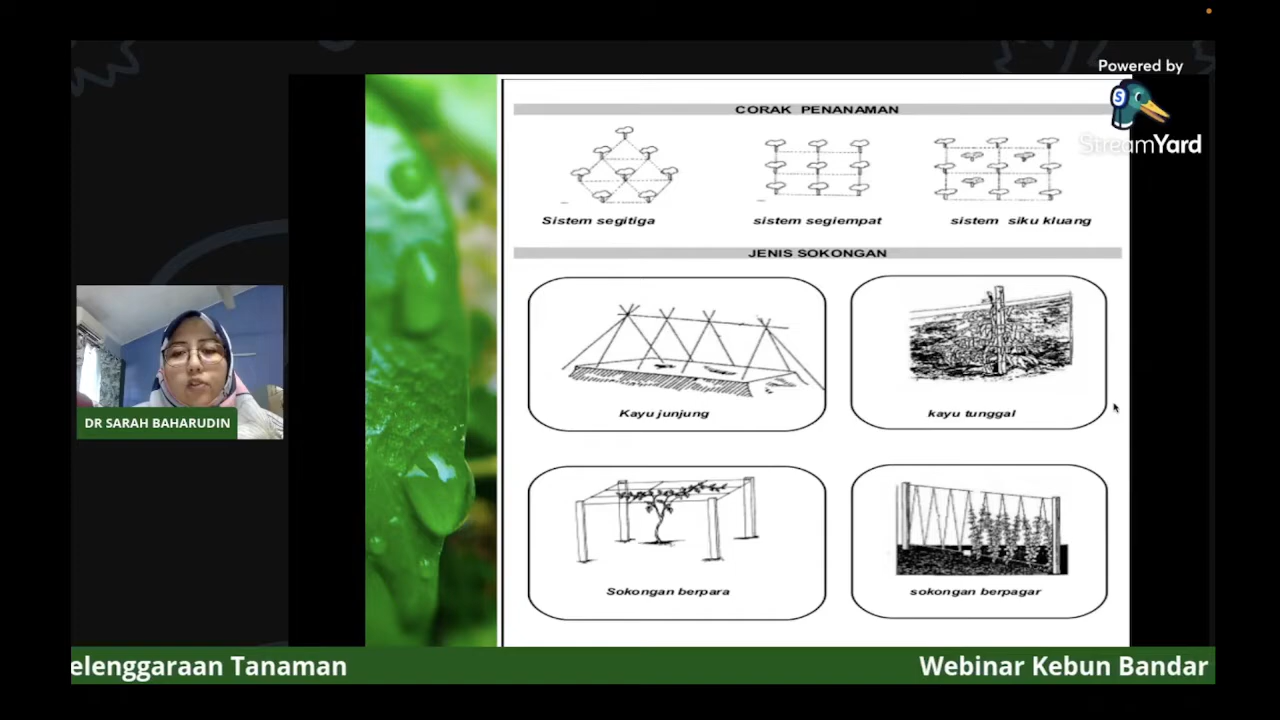 Powered by
StreamYard
CORAK PENANAMAN
Sistem segitiga
sistem segiempat
sistem siku kluang
JENIS SOKONGAN
Kayu junjung
kayu tunggal
DR SARAH BAHARUDIN
Sokongan berpara
sokongan berpagar
elenggaraan Tanaman
Webinar Kebun Bandar